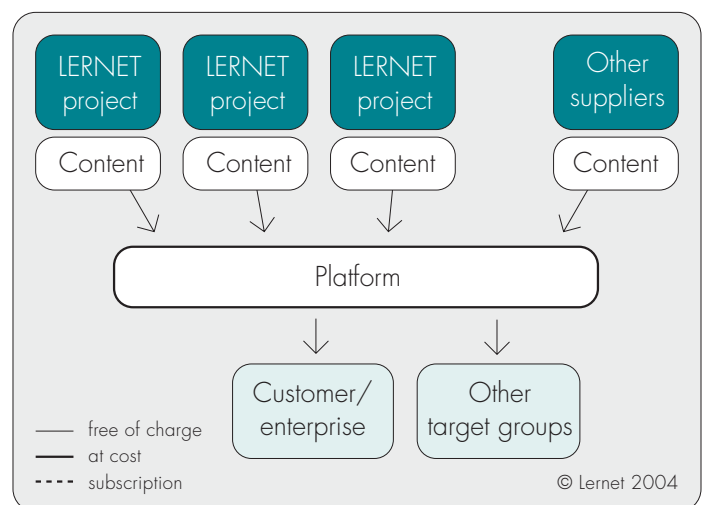 LERNET
project
LERNET
project
LERNET
project
Other
suppliers
Content
Content
Content
Content
Platform
Customer/
enterprise
Other
target groups
free of charge
at cost
subscription
© Lernet 2004